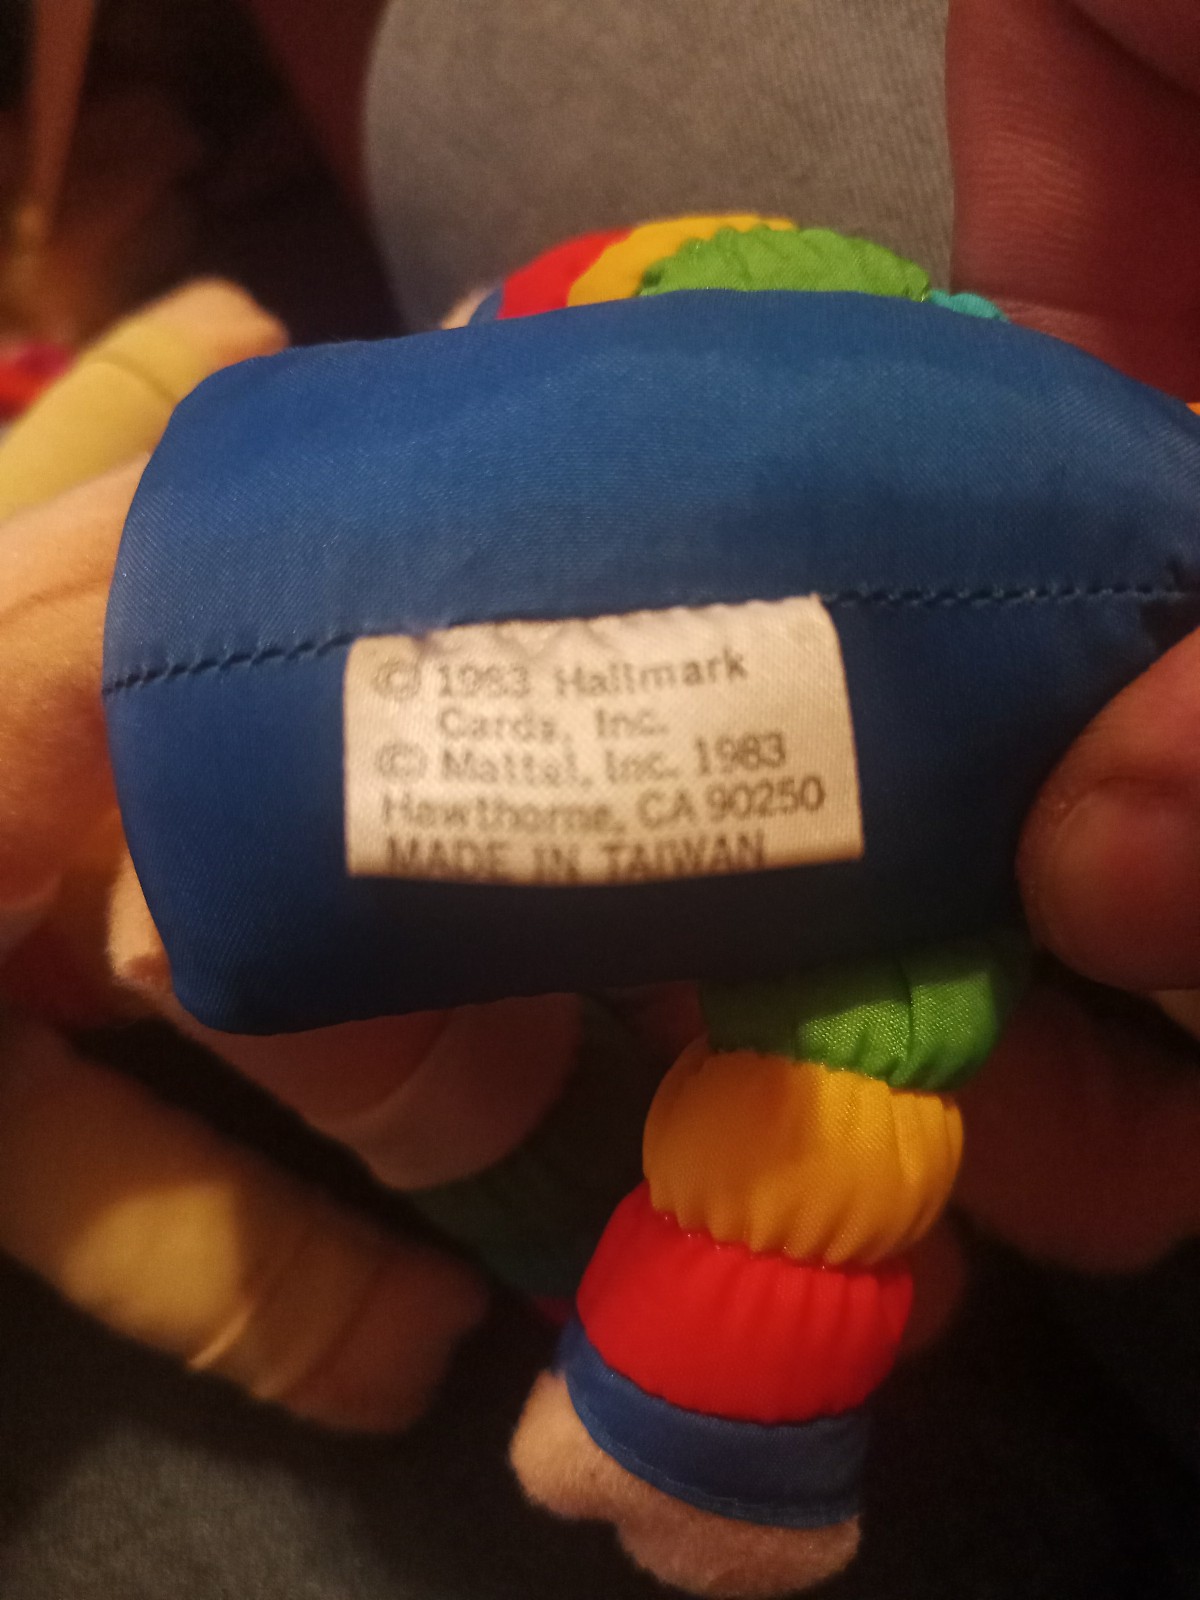 © 1983 Hallmark
Cards, Inc.
© Mattel, Inc. 1983
Hawthorne, CA 90250
MADE IN TAIWAN